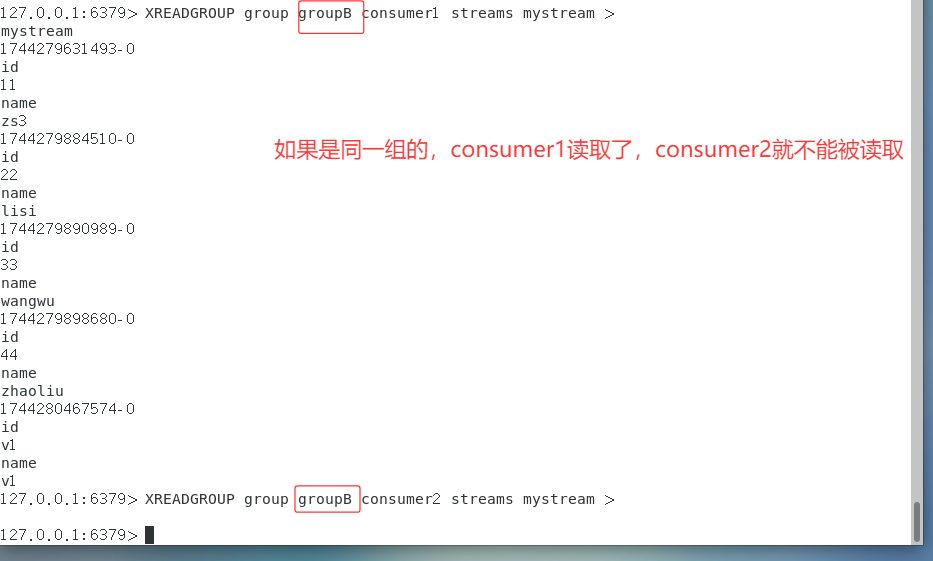 127.0.0.1:6379> XREADGROUP group groupB consumer1 streams mystream >
mystream
1744279631493-0
id
11
name
zs3
1744279884510-0
如果是同一组的，consumer1读取了，consumer2就不能被读取
id
22
name
lisi
1744279890989-0
id
33
name
wangwu
1744279898680-0
id
44
name
zhaoliu
1744280467574-0
id
v1
name
v1
127.0.0.1:6379> XREADGROUP group groupB consumer2 streams mystream >
127.0.0.1:6379>